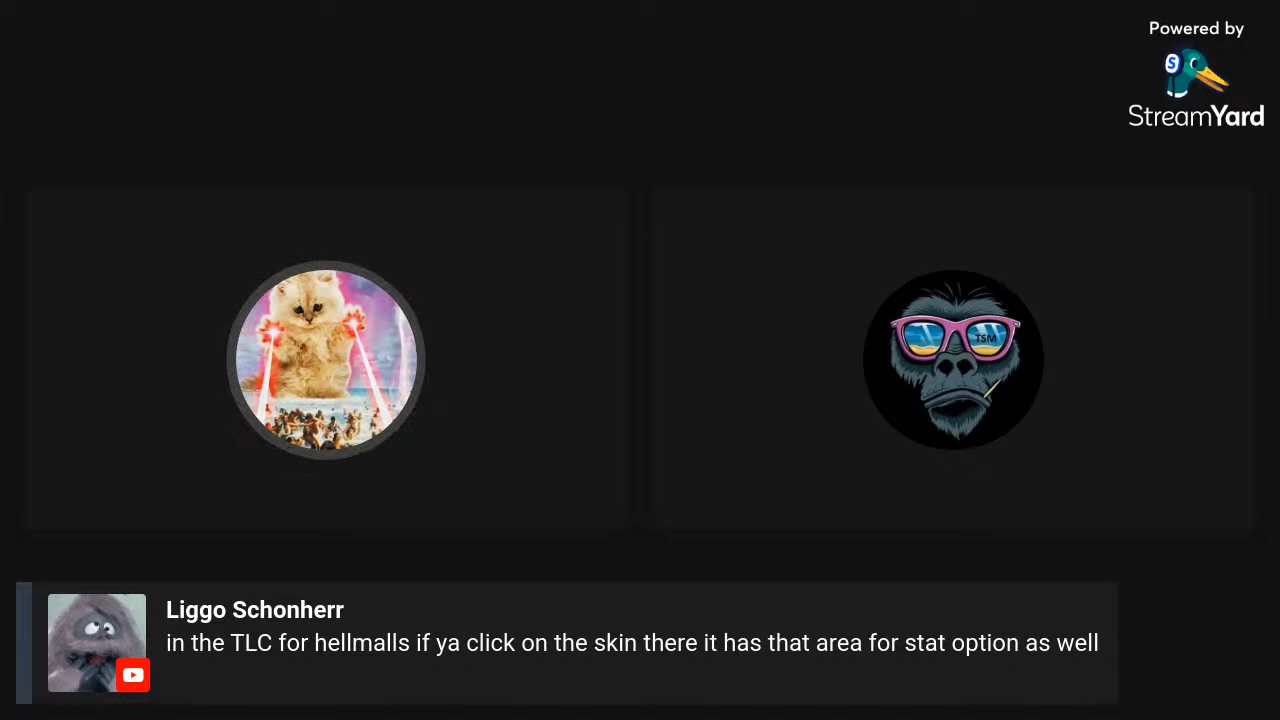 Powered by
S
StreamYard
TSM
Liggo Schonherr
in the TLC for hellmalls if ya click on the skin there it has that area for stat option as well